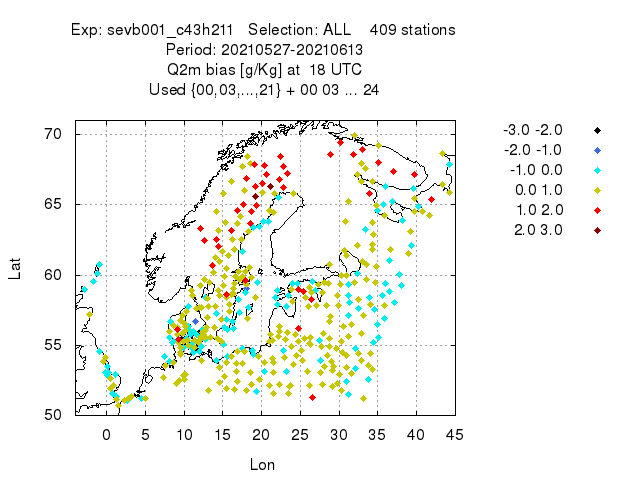 Exp: sevb001_c43h211 Selection: ALL 409 stations
Period: 20210527-20210613
Q2m bias [g/Kg] at 18 UTC
Used {00,03,...,21} + 00 03 ... 24
70
65
60
55
50
Lat
0 5 10 15 20 25 30 35 40 45
Lon
-3.0 -2.0
-2.0 -1.0
-1.0 0.0
0.0 1.0
1.0 2.0
2.0 3.0